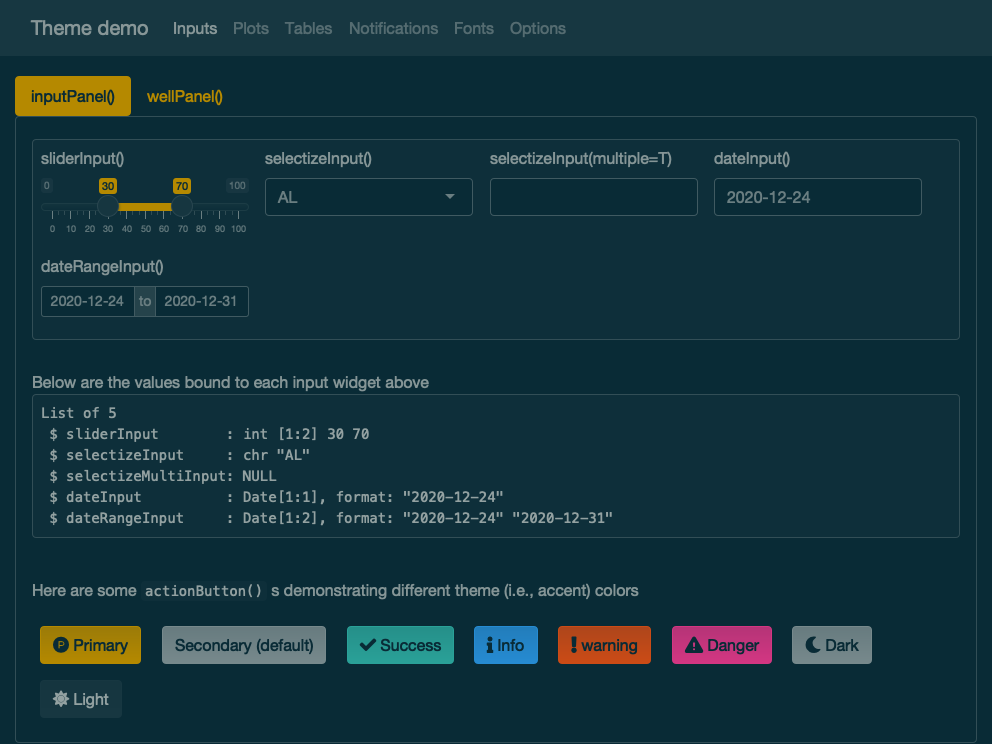 Theme demo Inputs Plots Tables Notifications Fonts Options
inputPanel() wellPanel()
sliderInput() selectizeInput() selectizeInput(multiple=T) dateInput()
0 30 70 100
AL 2020-12-24
0 10 20 30 40 50 60 70 80 90 100
dateRangeInput()
2020-12-24 to 2020-12-31
Below are the values bound to each input widget above
List of 5
$ sliderInput : int [1:2] 30 70
$ selectizeInput : chr "AL"
$ selectizeMultiInput: NULL
$ dateInput : Date[1:1], format: "2020-12-24"
$ dateRangeInput : Date[1:2], format: "2020-12-24" "2020-12-31"
Here are some actionButton() s demonstrating different theme (i.e., accent) colors
P Primary Secondary (default) Success Info warning Danger Dark
Light